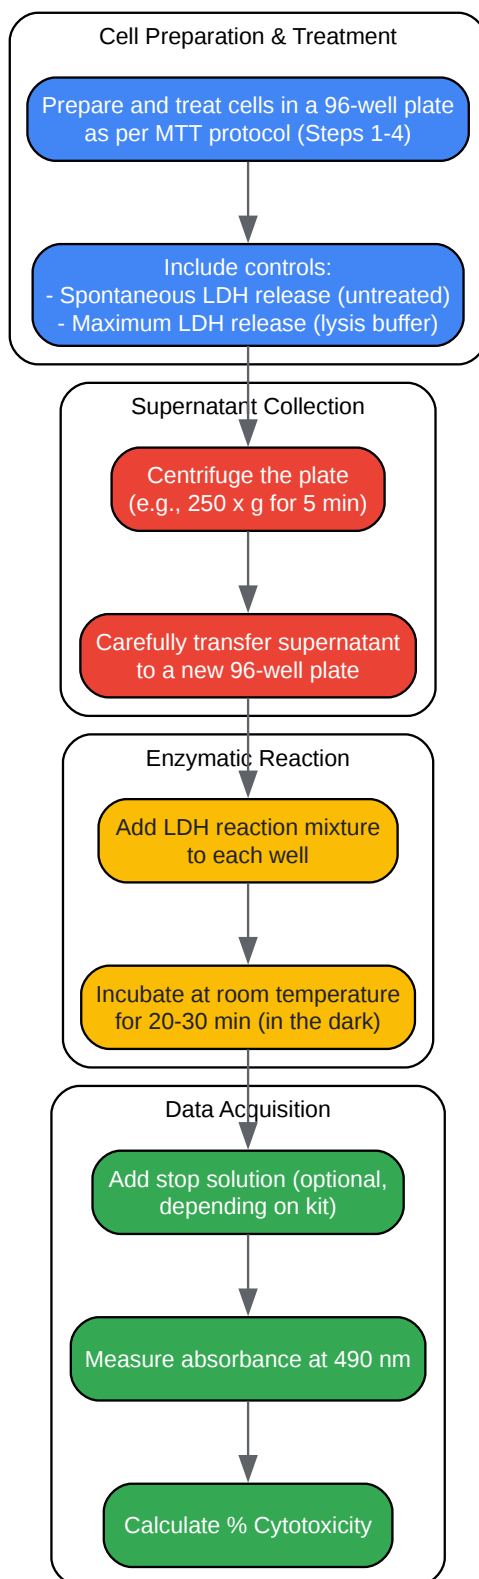 Cell Preparation & Treatment
Prepare and treat cells in a 96-well plate
as per MTT protocol (Steps 1-4)
Include controls:
- Spontaneous LDH release (untreated)
- Maximum LDH release (lysis buffer)
Supernatant Collection
Centrifuge the plate
(e.g., 250 x g for 5 min)
Carefully transfer supernatant
to a new 96-well plate
Enzymatic Reaction
Add LDH reaction mixture
to each well
Incubate at room temperature
for 20-30 min (in the dark)
Data Acquisition
Add stop solution (optional,
depending on kit)
Measure absorbance at 490 nm
Calculate % Cytotoxicity